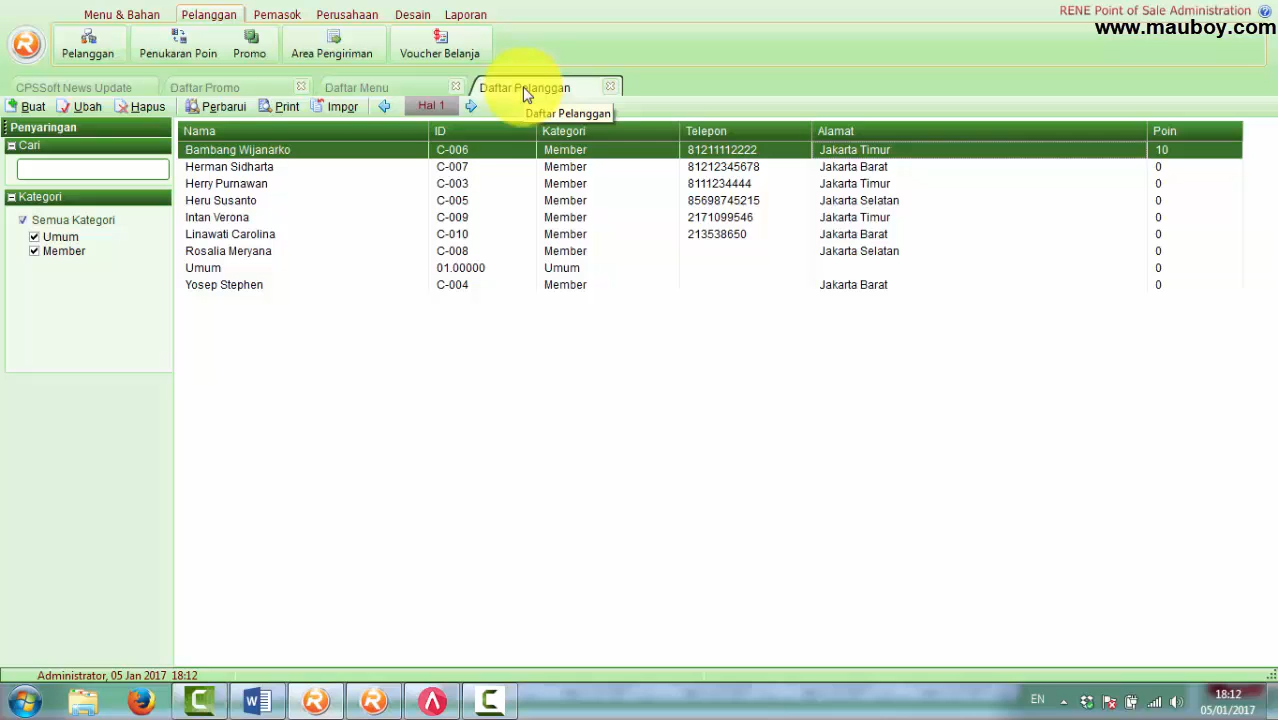 Menu & Bahan Pelanggan Pemasok Perusahaan Desain Laporan
RENE Point of Sale Administration
www.mauboy.com
Pelanggan Penukaran Poin Promo Area Pengiriman Voucher Belanja
CPSSoft News Update Daftar Promo Daftar Menu Daftar Pelanggan
Buat Ubah Hapus Perbarui Print Impor Hal 1
Daftar Pelanggan
Penyaringan
Cari
Kategori
Semua Kategori
Umum
Member
Nama ID Kategori Telepon Alamat Poin
Bambang Wijanarko C-006 Member 81211112222 Jakarta Timur 10
Herman Sidharta C-007 Member 81212345678 Jakarta Barat 0
Herry Purnawan C-003 Member 8111234444 Jakarta Timur 0
Heru Susanto C-005 Member 85698745215 Jakarta Selatan 0
Intan Verona C-009 Member 2171099546 Jakarta Timur 0
Linawati Carolina C-010 Member 213538650 Jakarta Barat 0
Rosalia Meryana C-008 Member Jakarta Selatan 0
Umum 01.00000 Umum 0
Yosep Stephen C-004 Member Jakarta Barat 0
Administrator, 05 Jan 2017 18:12
EN
18:12
05/01/2017